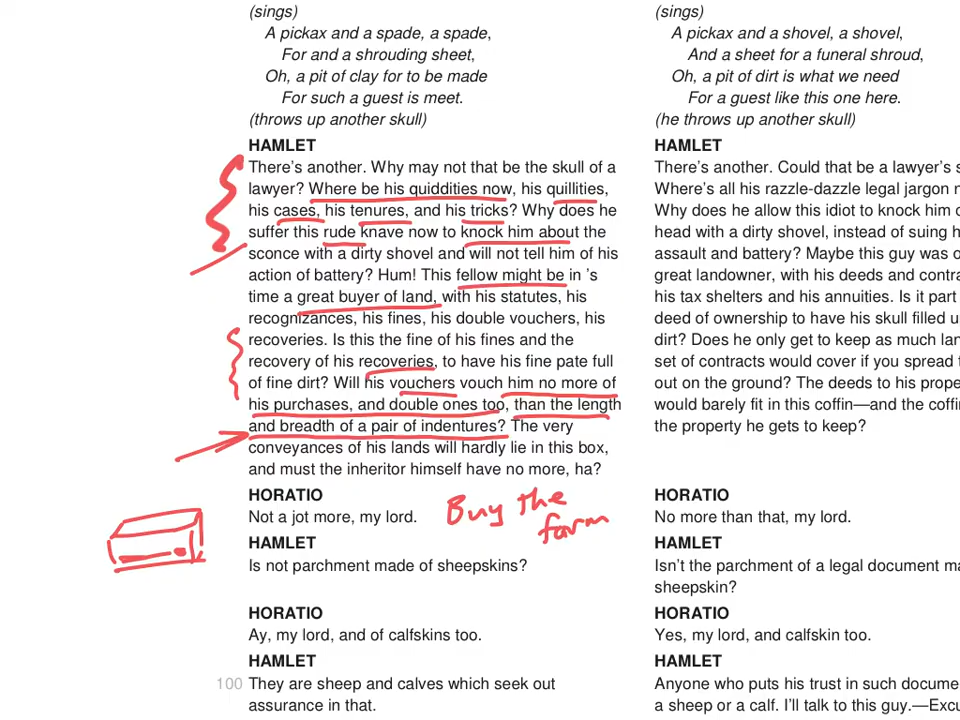 (sings)
A pickax and a spade, a spade,
For and a shrouding sheet,
Oh, a pit of clay for to be made
For such a guest is meet.
(throws up another skull)
HAMLET
There's another. Why may not that be the skull of a
lawyer? Where be his quiddities now, his quillities,
his cases, his tenures, and his tricks? Why does he
suffer this rude knave now to knock him about the
sconce with a dirty shovel and will not tell him of his
action of battery? Hum! This fellow might be in 's
time a great buyer of land, with his statutes, his
recognizances, his fines, his double vouchers, his
recoveries. Is this the fine of his fines and the
recovery of his recoveries, to have his fine pate full
of fine dirt? Will his vouchers vouch him no more of
his purchases, and double ones too, than the length
and breadth of a pair of indentures? The very
conveyances of his lands will hardly lie in this box,
and must the inheritor himself have no more, ha?
HORATIO
Not a jot more, my lord.
Buy the
farm
HAMLET
Is not parchment made of sheepskins?
HORATIO
Ay, my lord, and of calfskins too.
HAMLET
100 They are sheep and calves which seek out
assurance in that.
(sings)
A pickax and a shovel, a shovel,
And a sheet for a funeral shroud,
Oh, a pit of dirt is what we need
For a guest like this one here.
(he throws up another skull)
HAMLET
There's another. Could that be a lawyer's
Where's all his razzle-dazzle legal jargon
Why does he allow this idiot to knock him
head with a dirty shovel, instead of suing
assault and battery? Maybe this guy was
great landowner, with his deeds and
his tax shelters and his annuities. Is it part
deed of ownership to have his skull filled
dirt? Does he only get to keep as much
set of contracts would cover if you spread
out on the ground? The deeds to his
would barely fit in this coffin—and the
the property he gets to keep?
HORATIO
No more than that, my lord.
HAMLET
Isn't the parchment of a legal document
sheepskin?
HORATIO
Yes, my lord, and calfskin too.
HAMLET
Anyone who puts his trust in such
a sheep or a calf. I'll talk to this guy.—